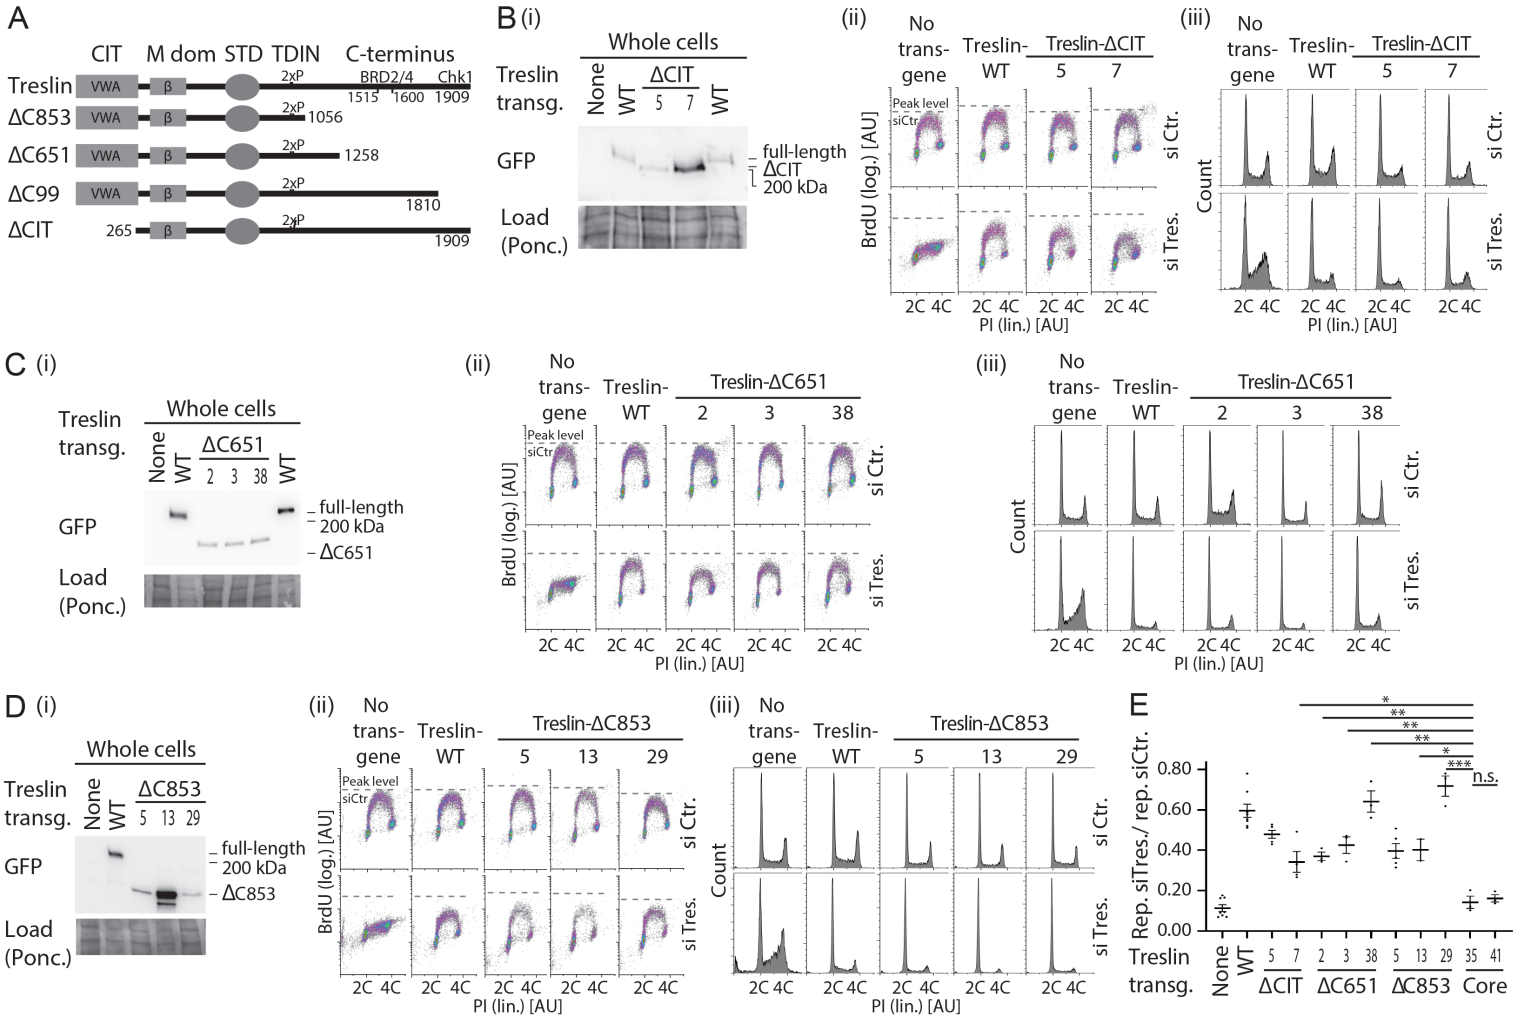 A
CIT M dom STD TDIN C-terminus
2xP BRD2/4 Chk1
Treslin VWA β 1515 1600 1909
ΔC853 VWA β 2xP 1056
ΔC651 VWA β 2xP 1258
ΔC99 VWA β 2xP 1810
ΔCIT 265 β 2xP 1909
B (i)
Whole cells
Treslin transg. None WT ΔCIT 5 7 WT
GFP
full-length
ΔCIT
200 kDa
Load (Ponc.)
(ii)
No trans-gene Treslin-WT Treslin-ΔCIT
5 7
Peak level
siCtr.
si Ctr.
si Tres.
BrdU (log.) [AU]
2C 4C 2C 4C 2C 4C 2C 4C
PI (lin.) [AU]
(iii)
No trans-gene Treslin-WT Treslin-ΔCIT
5 7
si Ctr.
si Tres.
Count
2C 4C 2C 4C 2C 4C 2C 4C
PI (lin.) [AU]
C (i)
Whole cells
Treslin transg. None WT ΔC651 2 3 38 WT
GFP
full-length
200 kDa
ΔC651
Load (Ponc.)
(ii)
No trans-gene Treslin-WT Treslin-ΔC651
2 3 38
Peak level
siCtr.
si Ctr.
si Tres.
BrdU (log.) [AU]
2C 4C 2C 4C 2C 4C 2C 4C 2C 4C
PI (lin.) [AU]
(iii)
No trans-gene Treslin-WT Treslin-ΔC651
2 3 38
si Ctr.
si Tres.
Count
2C 4C 2C 4C 2C 4C 2C 4C 2C 4C
PI (lin.) [AU]
D (i)
Whole cells
Treslin transg. None WT ΔC853 5 13 29
GFP
full-length
200 kDa
ΔC853
Load (Ponc.)
(ii)
No trans-gene Treslin-WT Treslin-ΔC853
5 13 29
Peak level
siCtr
si Ctr.
si Tres.
BrdU (log.) [AU]
2C 4C 2C 4C 2C 4C 2C 4C 2C 4C
PI (lin.) [AU]
(iii)
No trans-gene Treslin-WT Treslin-ΔC853
5 13 29
si Ctr.
si Tres.
Count
2C 4C 2C 4C 2C 4C 2C 4C 2C 4C
PI (lin.) [AU]
E
*
**
**
**
*
***
n.s.
Rep. siTres./ rep. siCtr.
0.80
0.60
0.40
0.20
0.00
Treslin transg. None WT 5 7 2 3 38 5 13 29 35 41
ΔCIT ΔC651 ΔC853 Core